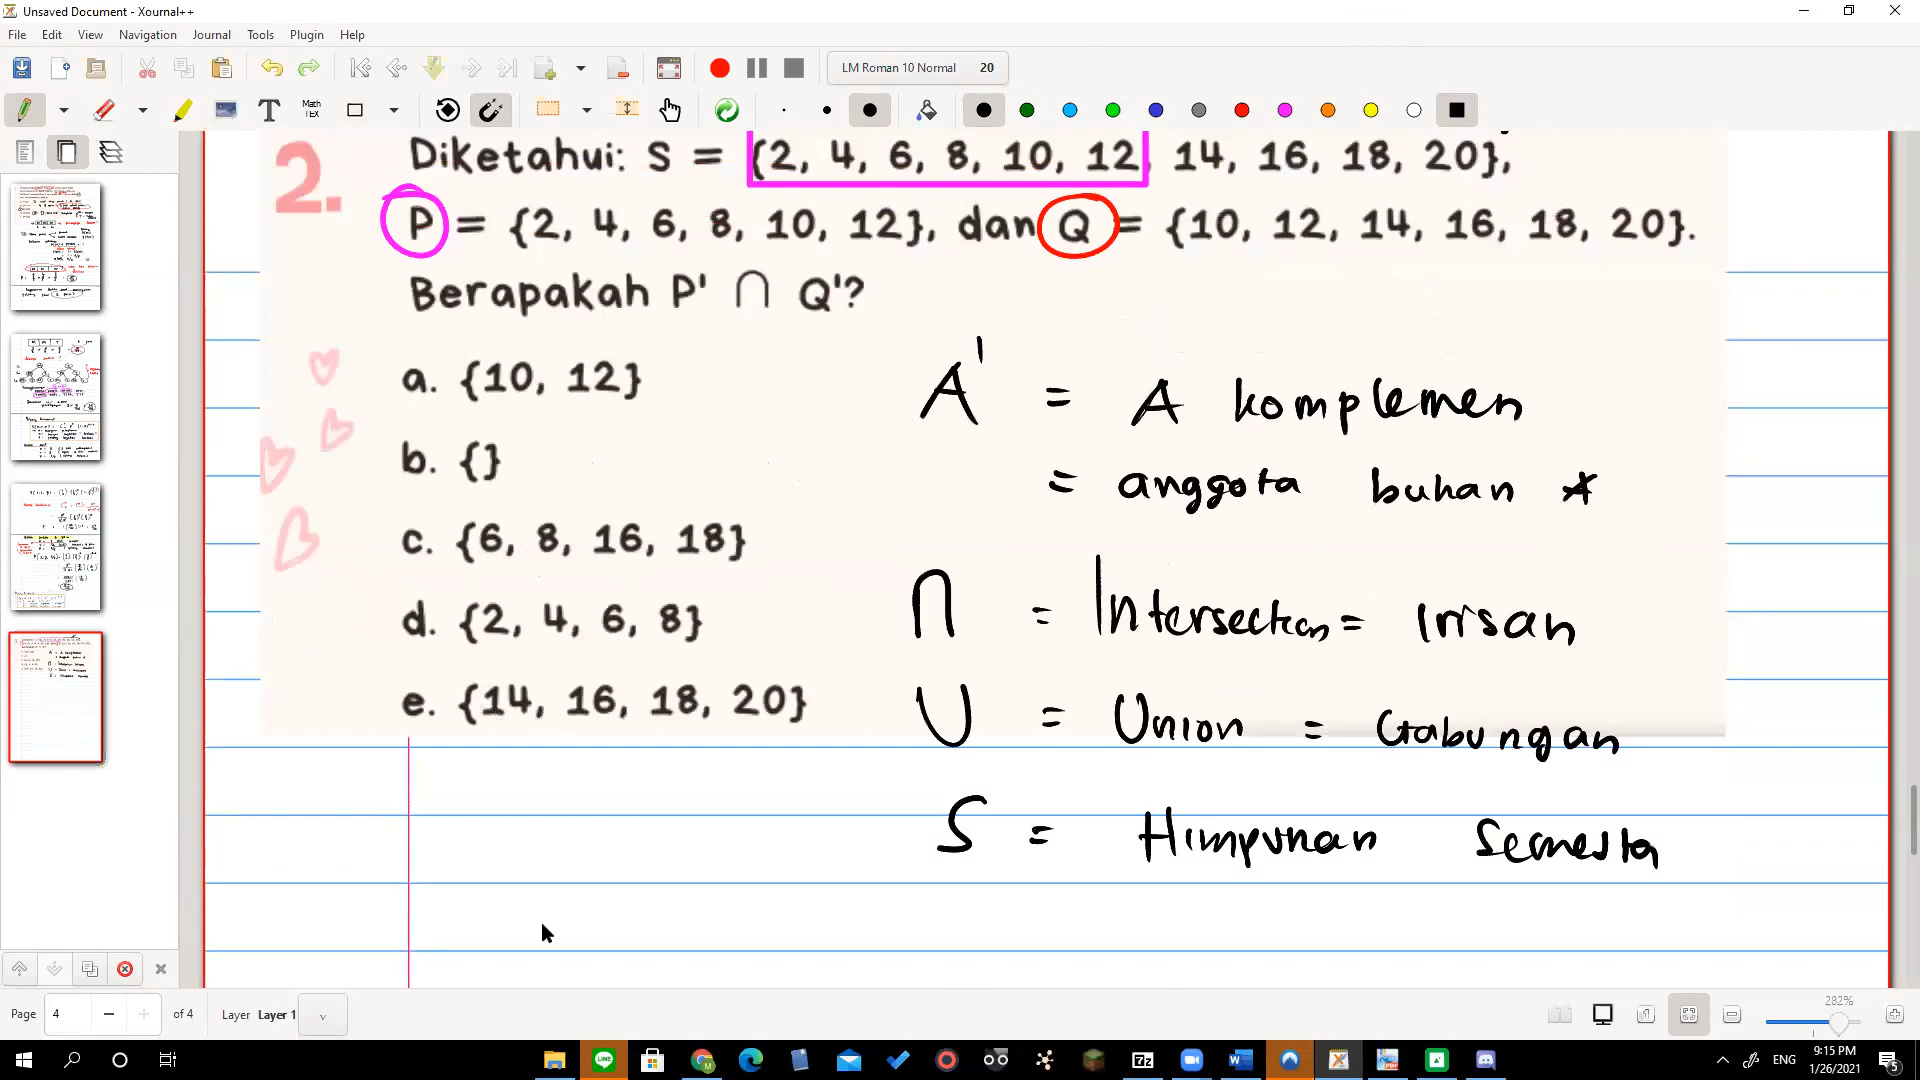 Unsaved Document - Xournal++
File Edit View Navigation Journal Tools Plugin Help
LM Roman 10 Normal 20
Math
TEX
2. Diketahui: S = {2, 4, 6, 8, 10, 12, 14, 16, 18, 20},
P = {2, 4, 6, 8, 10, 12}, dan Q = {10, 12, 14, 16, 18, 20}.
Berapakah P' ∩ Q'?
a. {10, 12}
b. {}
c. {6, 8, 16, 18}
d. {2, 4, 6, 8}
e. {14, 16, 18, 20}
A' = A komplemen
= anggota bukan A
∩ = Intersection = Irisan
U = Union = Gabungan
S = Himpunan Semesta
Page 4 of 4 Layer Layer 1
282%
ENG
9:15 PM
1/26/2021
5